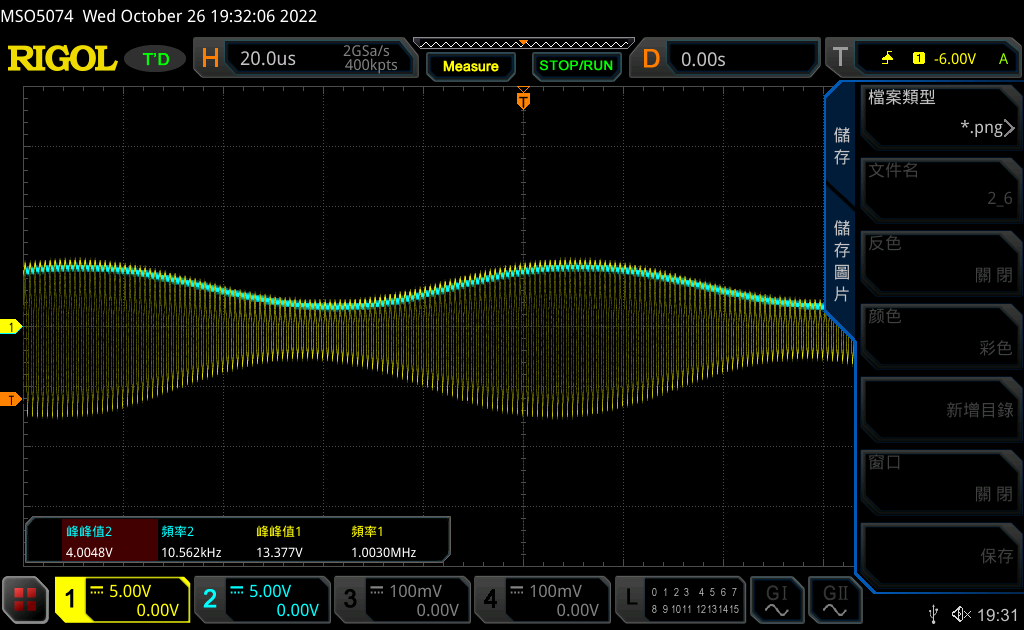 MSO5074 Wed October 26 19:32:06 2022
RIGOL T'D H 20.0us 2GSa/s 400kpts Measure STOP/RUN D 0.00s T 1 -6.00V A
T
檔案類型
*.png
儲存
文件名
2_6
儲存圖片
反色
關閉
颜色
彩色
1
T
新增目錄
窗口
關閉
峰峰值2 頻率2 峰峰值1 頻率1
4.0048V 10.562kHz 13.377V 1.0030MHz
保存
1 5.00V 0.00V 2 5.00V 0.00V 3 100mV 0.00V 4 100mV 0.00V L 0 1 2 3 4 5 6 7 GI GII
8 9 10 11 12 13 14 15
19:31